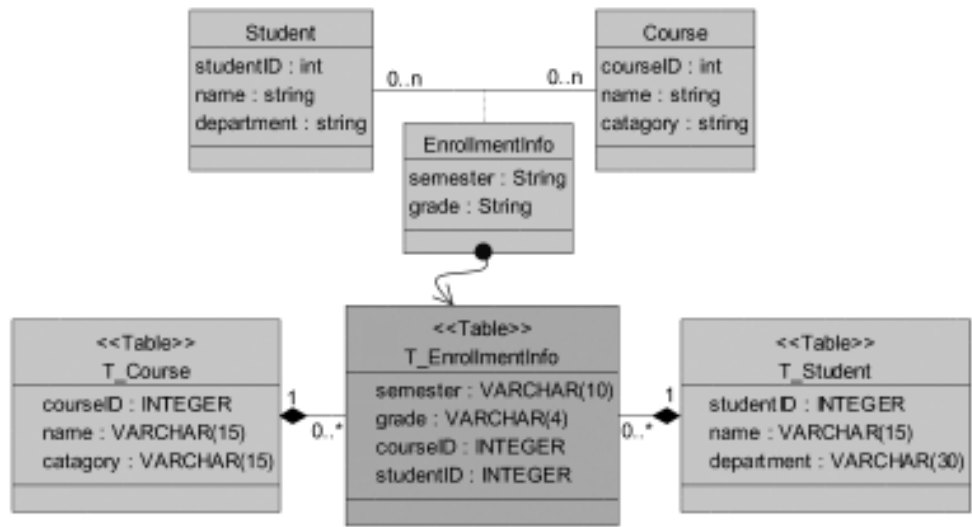 Student
studentID : int
name : string
department : string
0..n
0..n
Course
courseID : int
name : string
catagory : string
EnrollmentInfo
semester : String
grade : String
<<Table>>
T_Course
courseID : INTEGER
name : VARCHAR(15)
catagory : VARCHAR(15)
1
0..*
<<Table>>
T_EnrollmentInfo
semester : VARCHAR(10)
grade : VARCHAR(4)
courseID : INTEGER
studentID : INTEGER
1
0..*
<<Table>>
T_Student
studentID : INTEGER
name : VARCHAR(15)
department : VARCHAR(30)